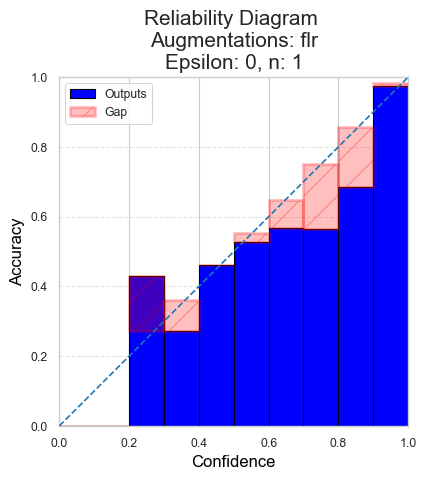 Reliability Diagram
Augmentations: flr
Epsilon: 0, n: 1
Outputs
Gap
1.0
0.8
0.6
0.4
0.2
0.0
Accuracy
0.0 0.2 0.4 0.6 0.8 1.0
Confidence